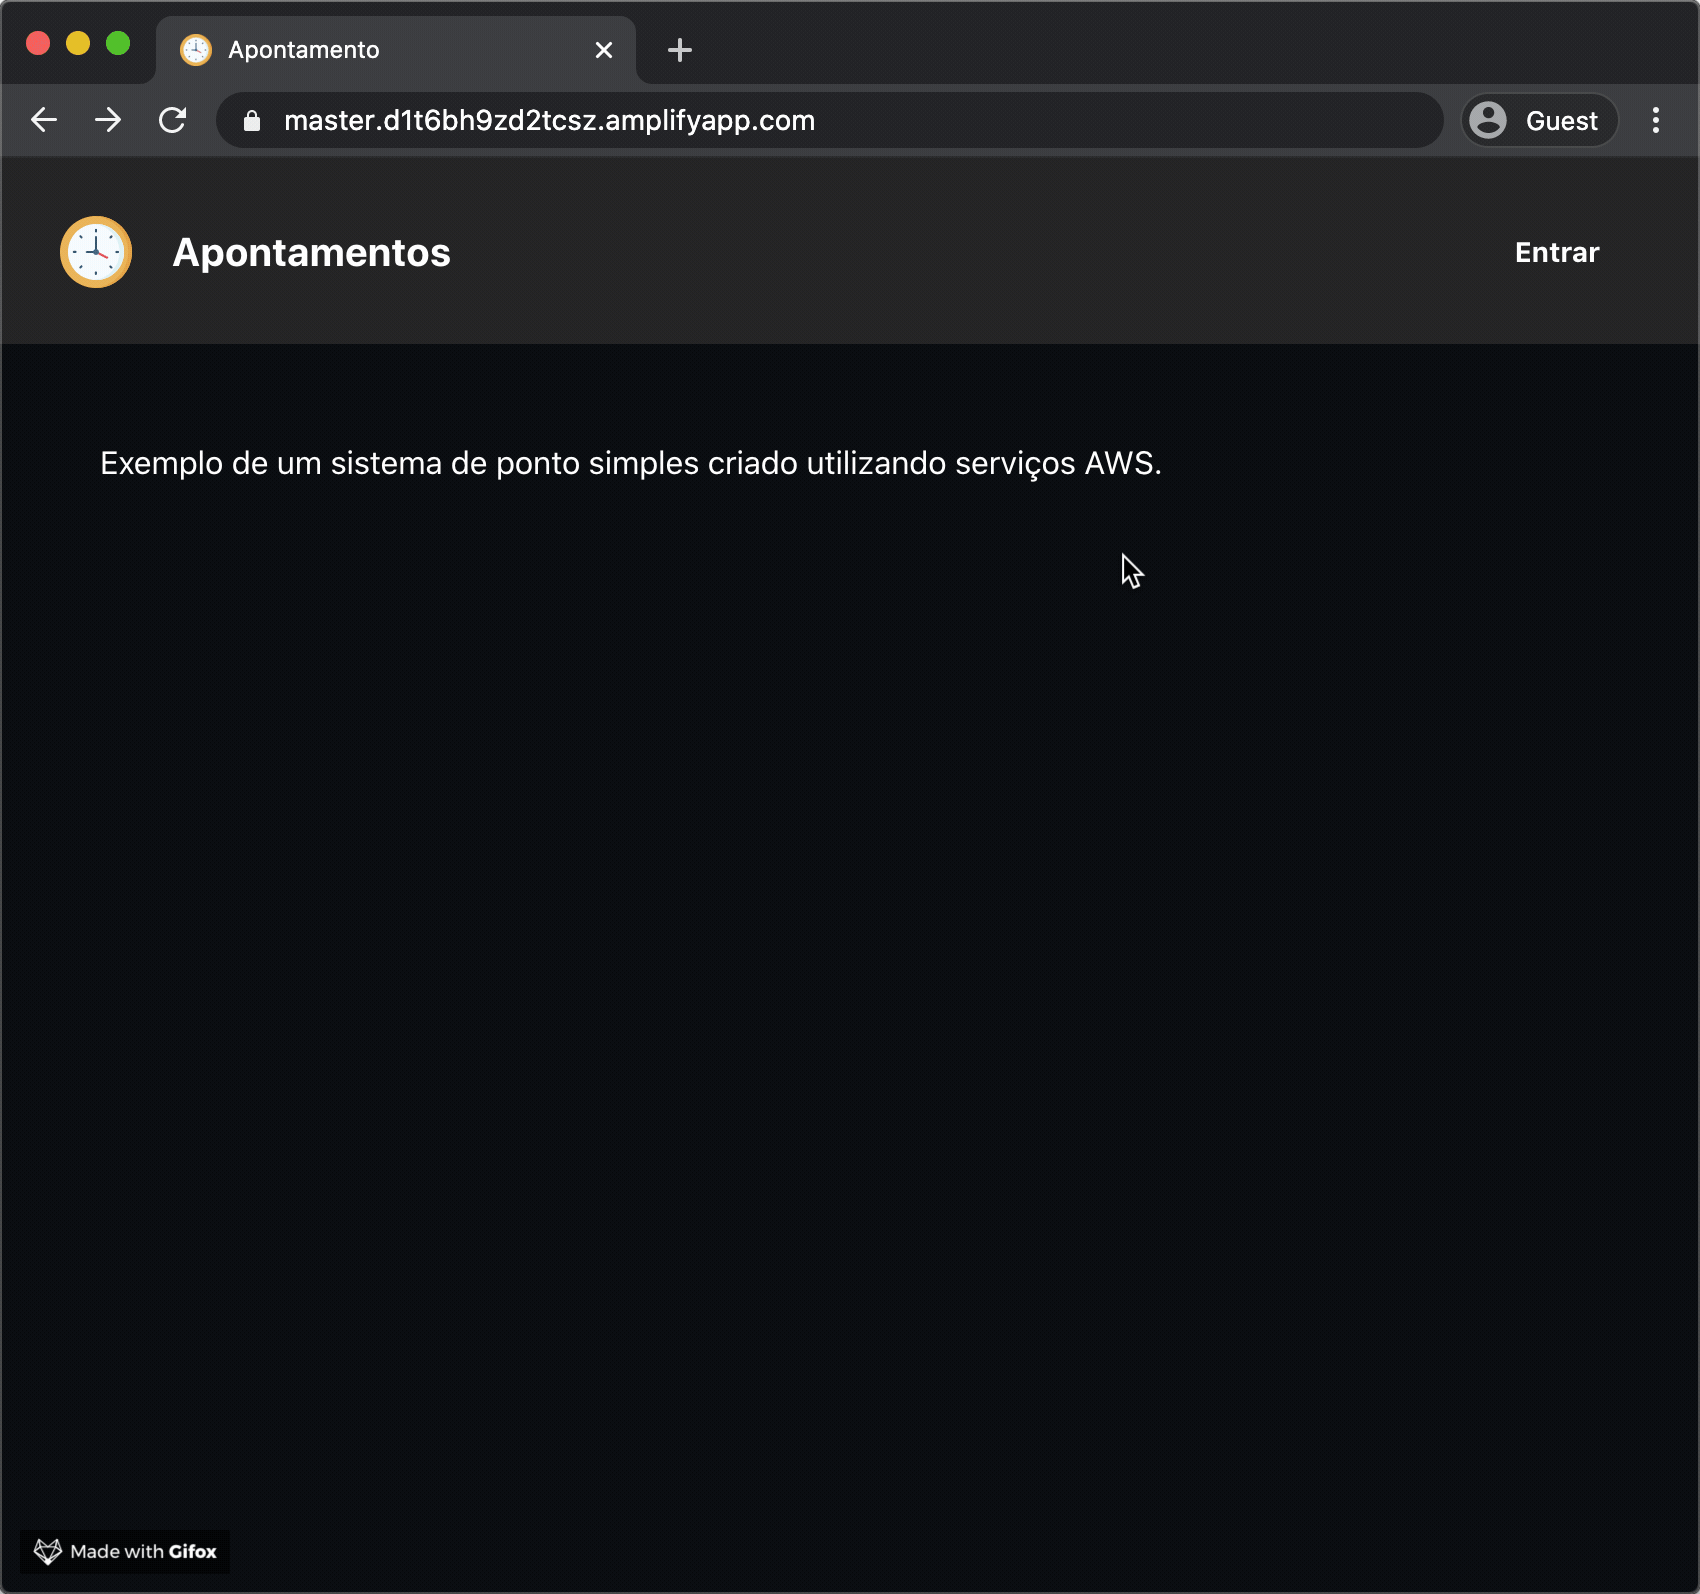 Apontamento
master.d1t6bh9zd2tcsz.amplifyapp.com
Guest
Apontamentos
Entrar
Exemplo de um sistema de ponto simples criado utilizando serviços AWS.
Made with Gifox